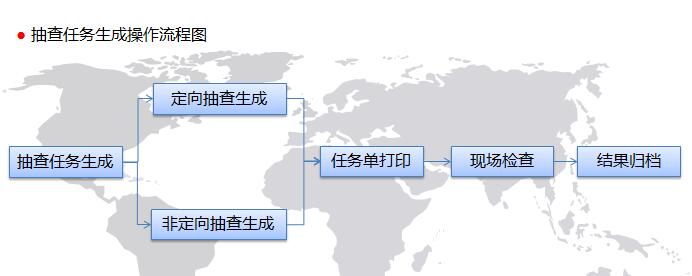 ● 抽查任务生成操作流程图
定向抽查生成
抽查任务生成
任务单打印
现场检查
结果归档
非定向抽查生成